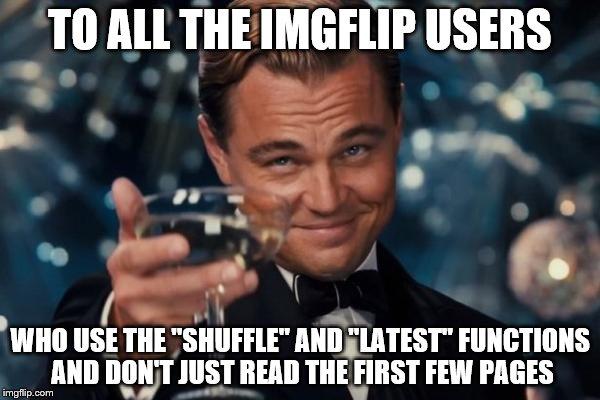 TO ALL THE IMGFLIP USERS
WHO USE THE "SHUFFLE" AND "LATEST" FUNCTIONS
AND DON'T JUST READ THE FIRST FEW PAGES
imgflip.com